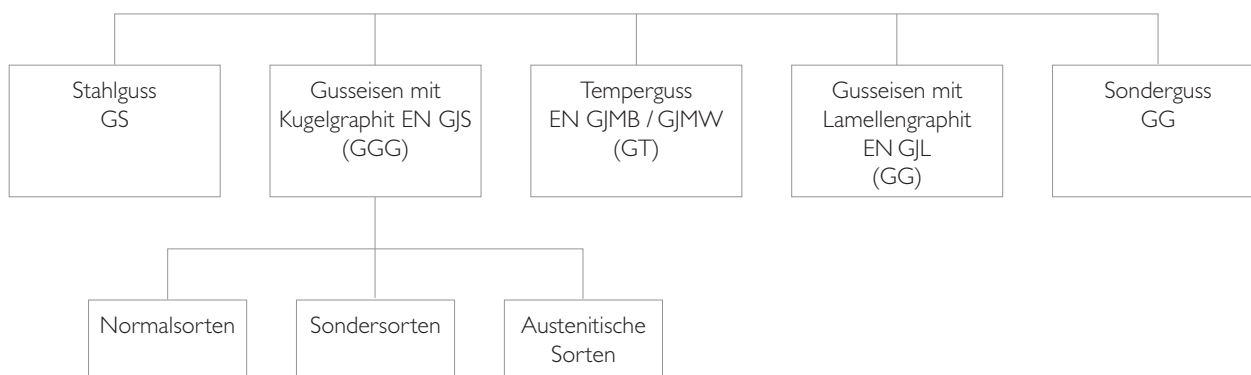 Stahlguss
GS
Gusseisen mit
Kugelgraphit EN GJS
(GGG)
Temperguss
EN GJMB / GJMW
(GT)
Gusseisen mit
Lamellengraphit
EN GJL
(GG)
Sonderguss
GG
Normalsorten
Sondersorten
Austenitische
Sorten